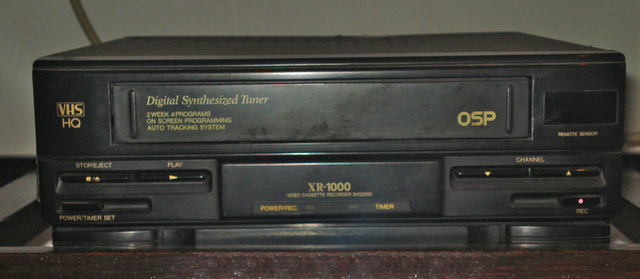 VHS
HQ
Digital Synthesized Tuner
2 WEEK 4 PROGRAMS
ON SCREEN PROGRAMMING
AUTO TRACKING SYSTEM
OSP
REMOTE SENSOR
STOP/EJECT
PLAY
CHANNEL
XR-1000
VIDEO CASSETTE RECORDER
POWER/REC
TIMER
POWER/TIMER SET
REC